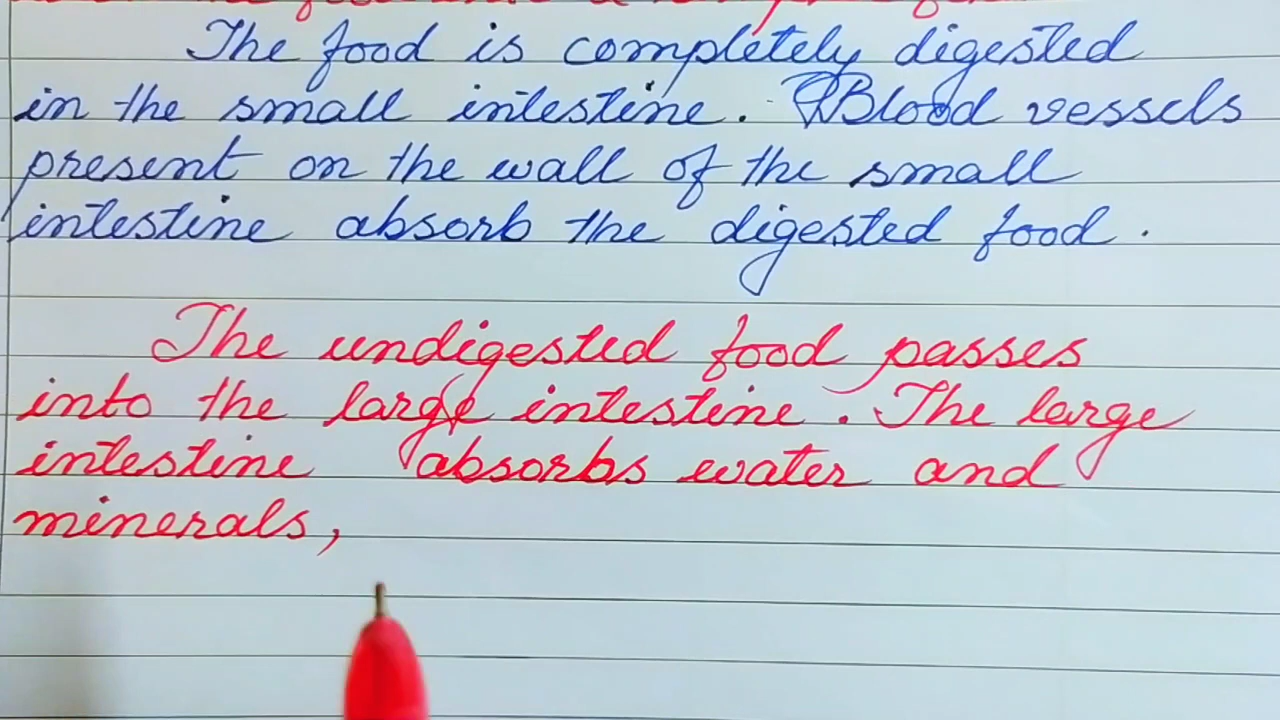 The food is completely digested
in the small intestine. Blood vessels
present on the wall of the small
intestine absorb the digested food.
The undigested food passes
into the large intestine. The large
intestine absorbs water and
minerals,